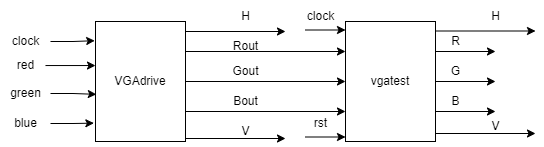 H
clock
H
clock
Rout
R
red
VGAdrive
Gout
vgatest
G
green
Bout
B
blue
V
rst
V